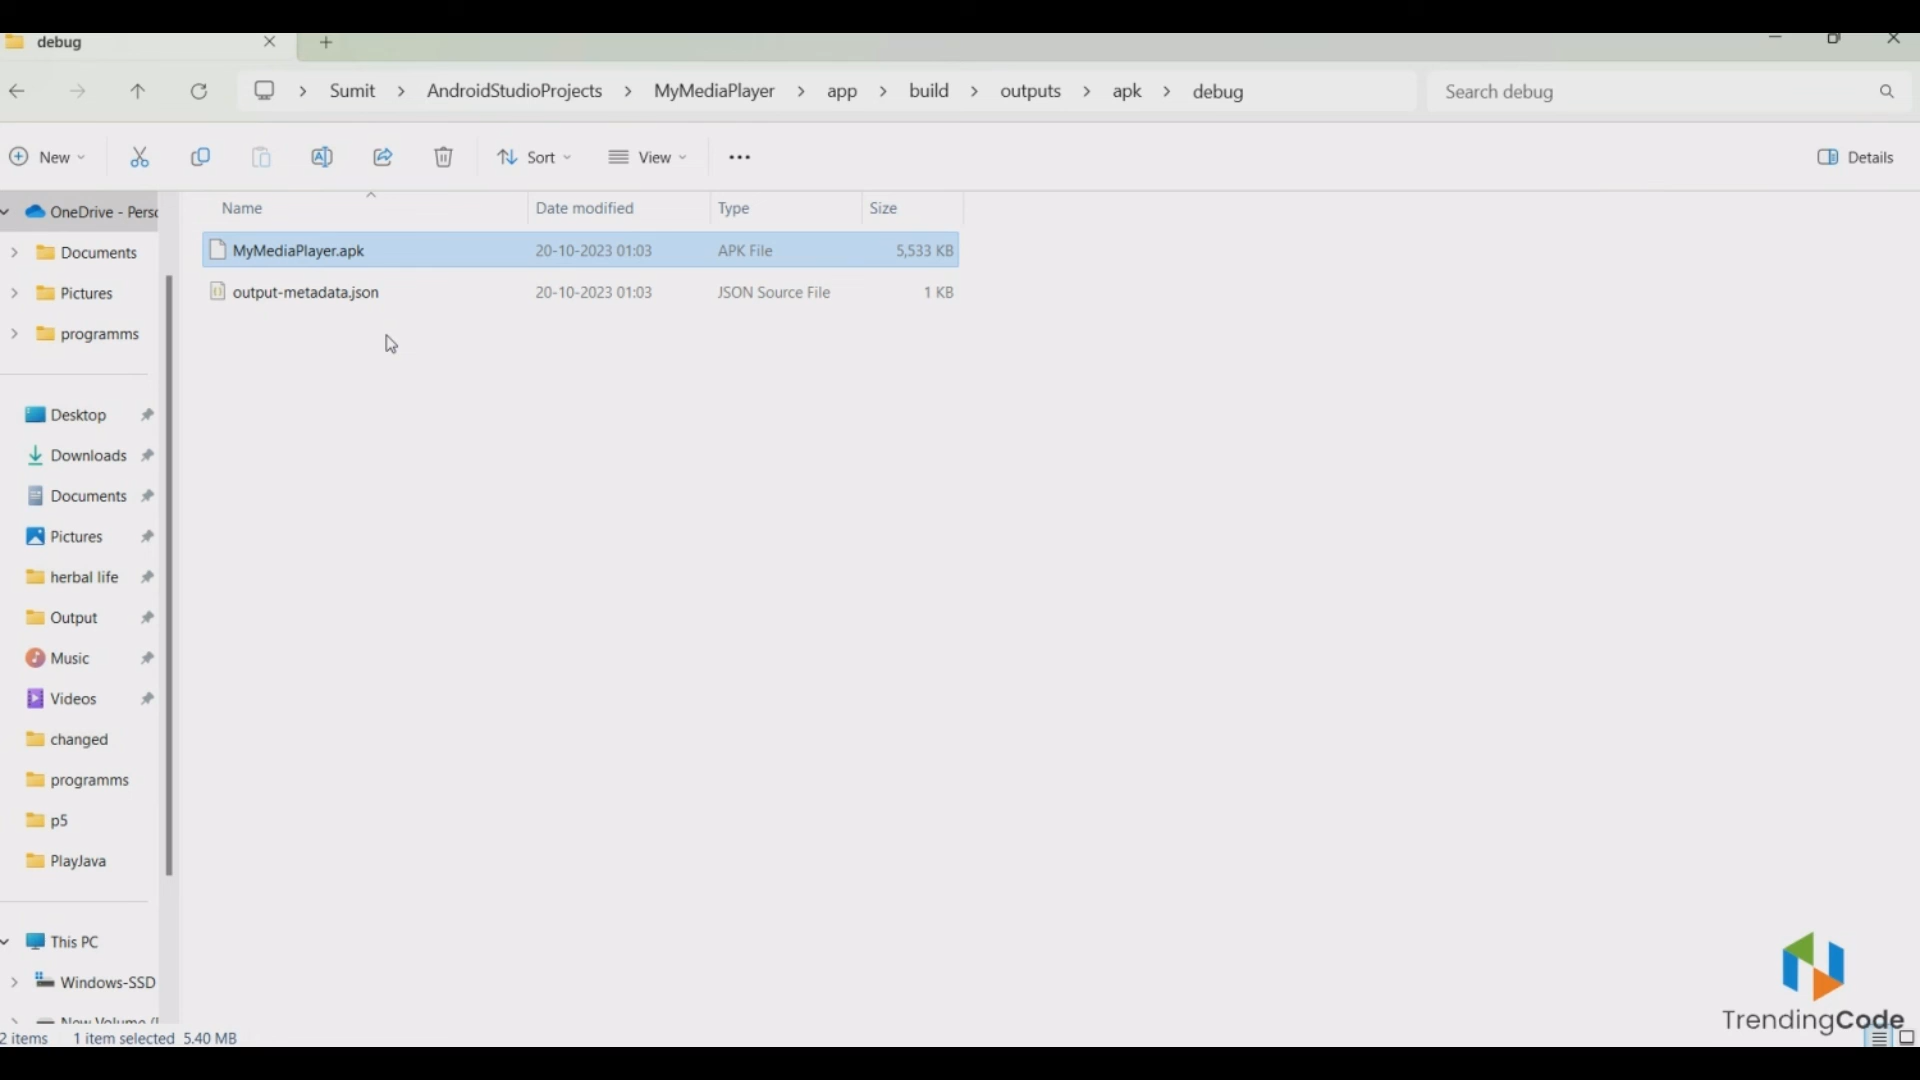 debug
Sumit > AndroidStudioProjects > MyMediaPlayer > app > build > outputs > apk > debug
Search debug
New
Sort
View
Details
Name Date modified Type Size
MyMediaPlayer.apk 20-10-2023 01:03 APK File 5,533 KB
output-metadata.json 20-10-2023 01:03 JSON Source File 1 KB
OneDrive - Perso
Documents
Pictures
programms
Desktop
Downloads
Documents
Pictures
herbal life
Output
Music
Videos
changed
programms
p5
PlayJava
This PC
Windows-SSD
New Volume
2 items 1 item selected 5.40 MB
TrendingCode